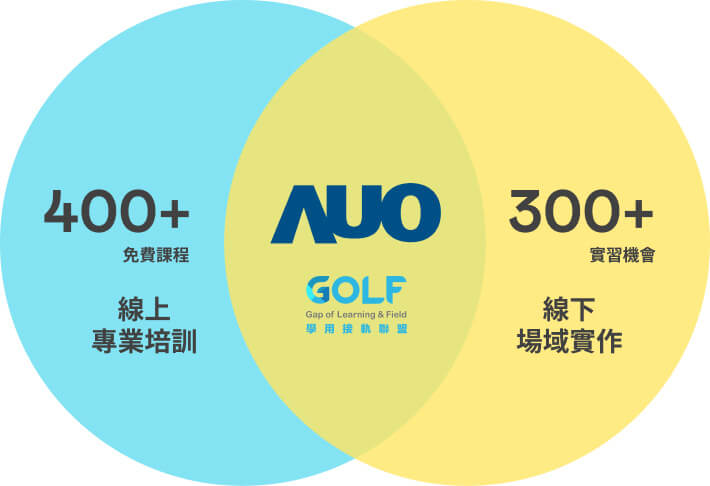 400+
免費課程
線上
專業培訓
AUO
GOLF
Gap of Learning & Field
學用接軌聯盟
300+
實習機會
線下
場域實作